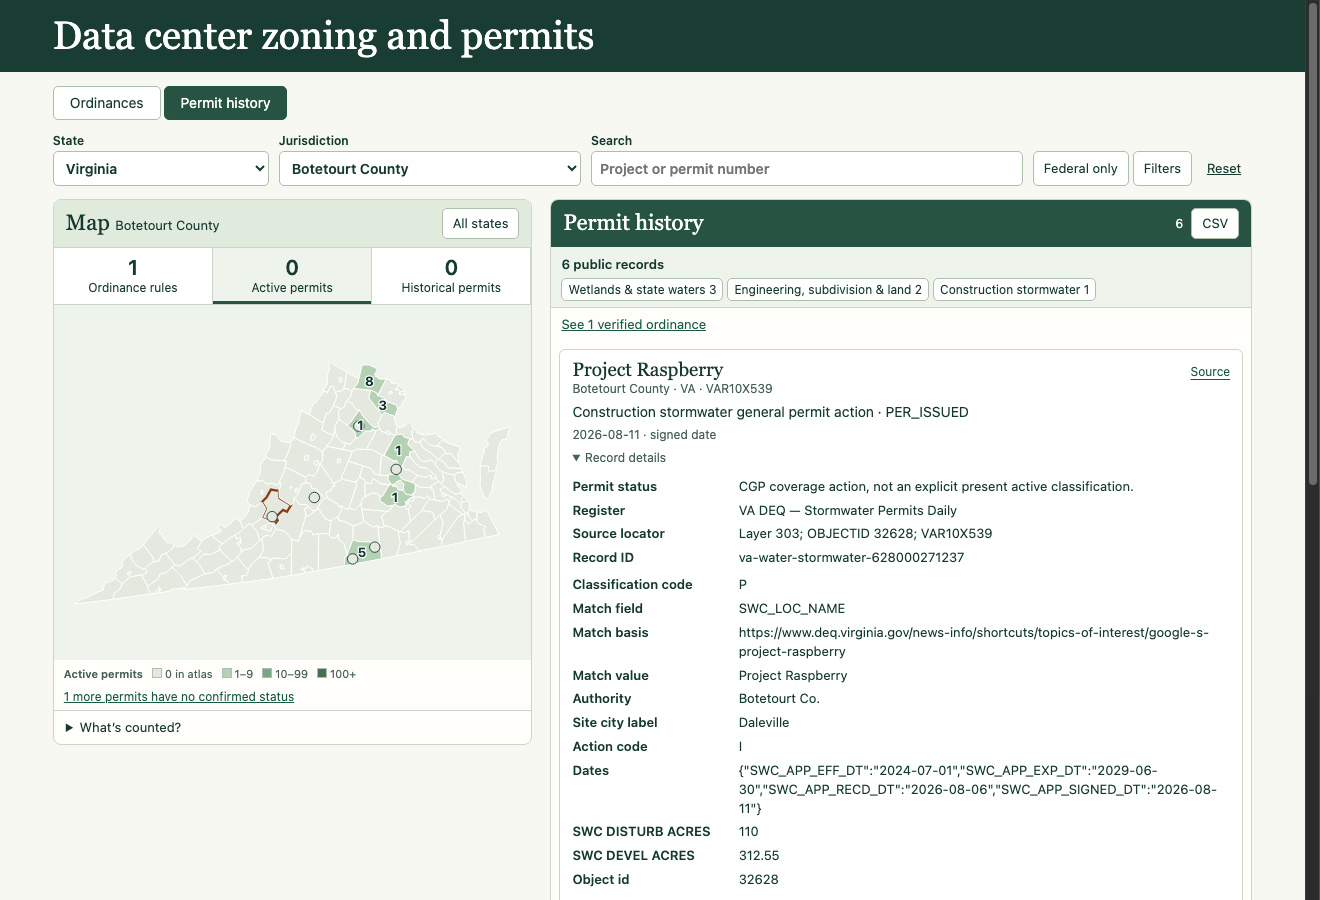 Data center zoning and permits
Ordinances
Permit history
State
Jurisdiction
Search
Virginia
Botetourt County
Project or permit number
Federal only
Filters
Reset
Map Botetourt County
All states
1
Ordinance rules
0
Active permits
0
Historical permits
8
3
1
1
1
5
Active permits 0 in atlas 1–9 10–99 100+
1 more permits have no confirmed status
▶ What's counted?
Permit history
6
CSV
6 public records
Wetlands & state waters 3
Engineering, subdivision & land 2
Construction stormwater 1
See 1 verified ordinance
Project Raspberry
Source
Botetourt County · VA · VAR10X539
Construction stormwater general permit action · PER_ISSUED
2026-08-11 · signed date
▼ Record details
Permit status CGP coverage action, not an explicit present active classification.
Register VA DEQ — Stormwater Permits Daily
Source locator Layer 303; OBJECTID 32628; VAR10X539
Record ID va-water-stormwater-628000271237
Classification code P
Match field SWC_LOC_NAME
Match basis https://www.deq.virginia.gov/news-info/shortcuts/topics-of-interest/google-s-
project-raspberry
Match value Project Raspberry
Authority Botetourt Co.
Site city label Daleville
Action code I
Dates {"SWC_APP_EFF_DT":"2024-07-01","SWC_APP_EXP_DT":"2029-06-
30","SWC_APP_RECD_DT":"2026-08-06","SWC_APP_SIGNED_DT":"2026-08-
11"}
SWC DISTURB ACRES 110
SWC DEVEL ACRES 312.55
Object id 32628